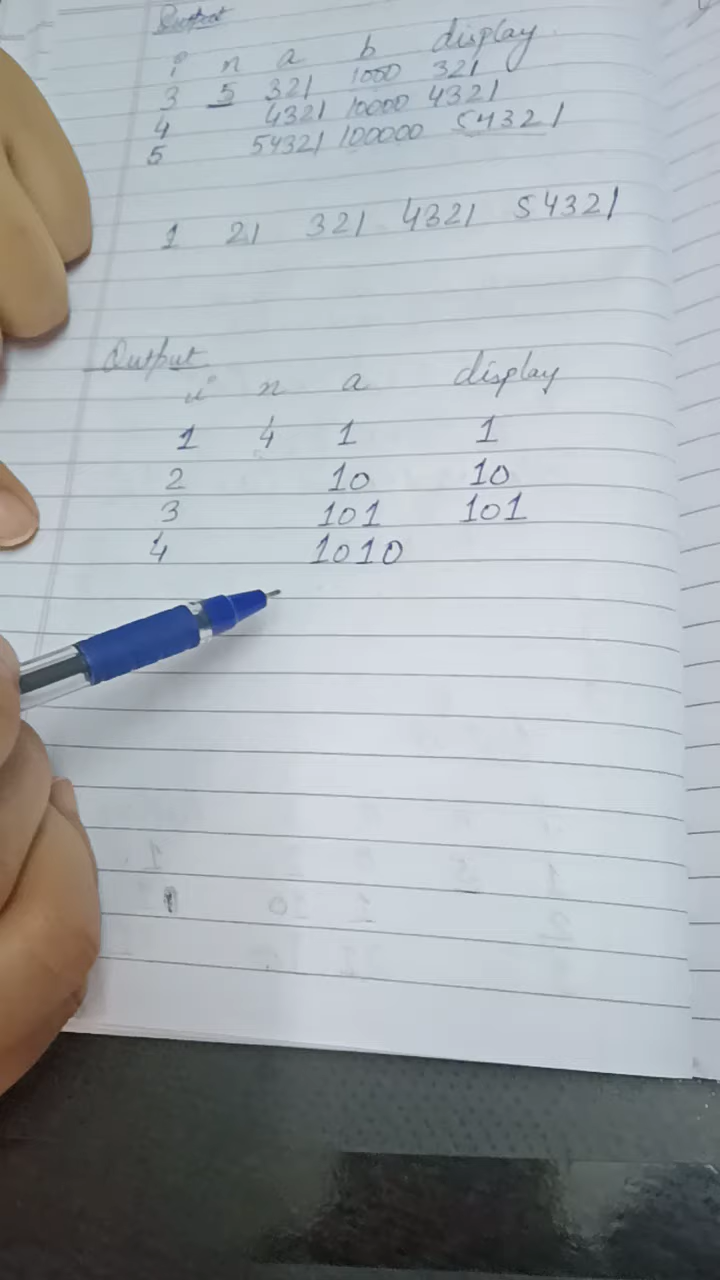 Output
i n a b display
3 5 321 1000 321
4 4321 10000 4321
5 54321 100000 54321
1 21 321 4321 54321
Output
i n a display
1 4 1 1
2 10 10
3 101 101
4 1010